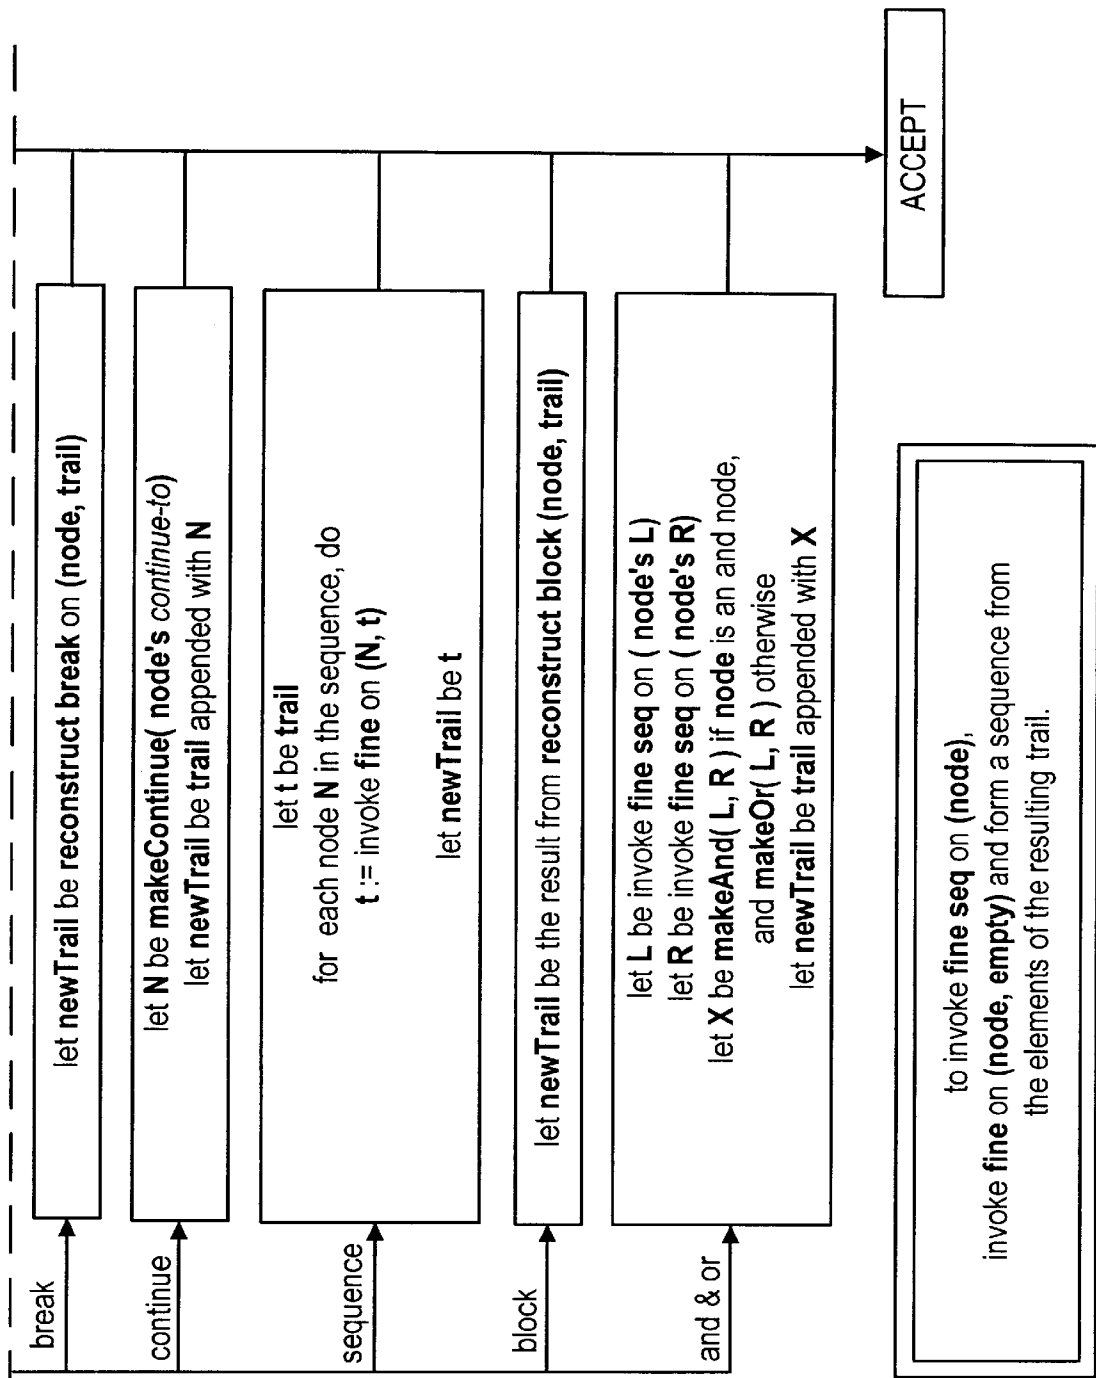 break
let newTrail be reconstruct break on (node, trail)
continue
let N be makeContinue( node's continue-to)
let newTrail be trail appended with N
sequence
let t be trail
for each node N in the sequence, do
t := invoke fine on (N, t)
let newTrail be t
block
let newTrail be the result from reconstruct block (node, trail)
and & or
let L be invoke fine seq on ( node's L)
let R be invoke fine seq on ( node's R)
let X be makeAnd( L, R ) if node is an and node,
and makeOr( L, R ) otherwise
let newTrail be trail appended with X
ACCEPT
to invoke fine seq on (node),
invoke fine on (node, empty) and form a sequence from
the elements of the resulting trail.